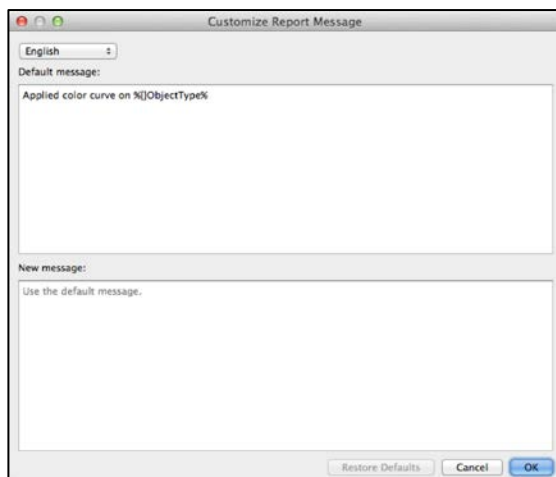 Customize Report Message
English
Default message:
Applied color curve on %[]ObjectType%
New message:
Use the default message.
Restore Defaults Cancel OK